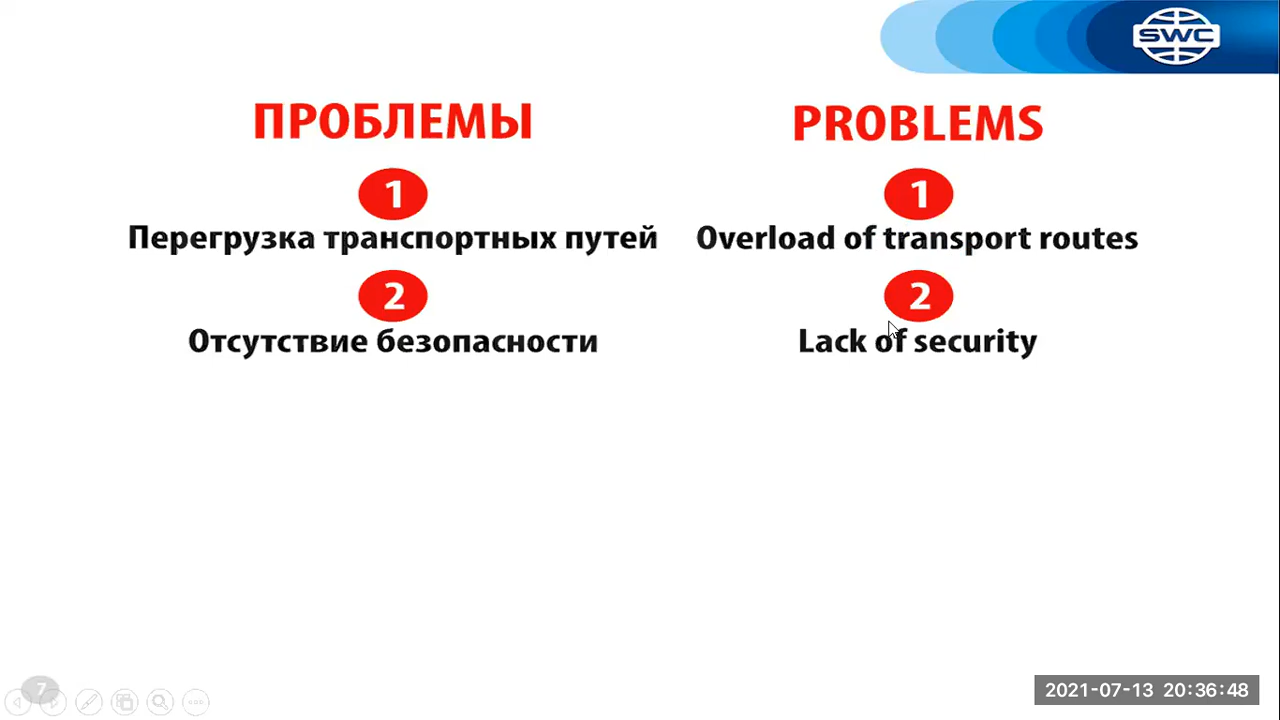 SWC
ПРОБЛЕМЫ
1
Перегрузка транспортных путей
2
Отсутствие безопасности
PROBLEMS
1
Overload of transport routes
2
Lack of security
7
2021-07-13 20:36:48